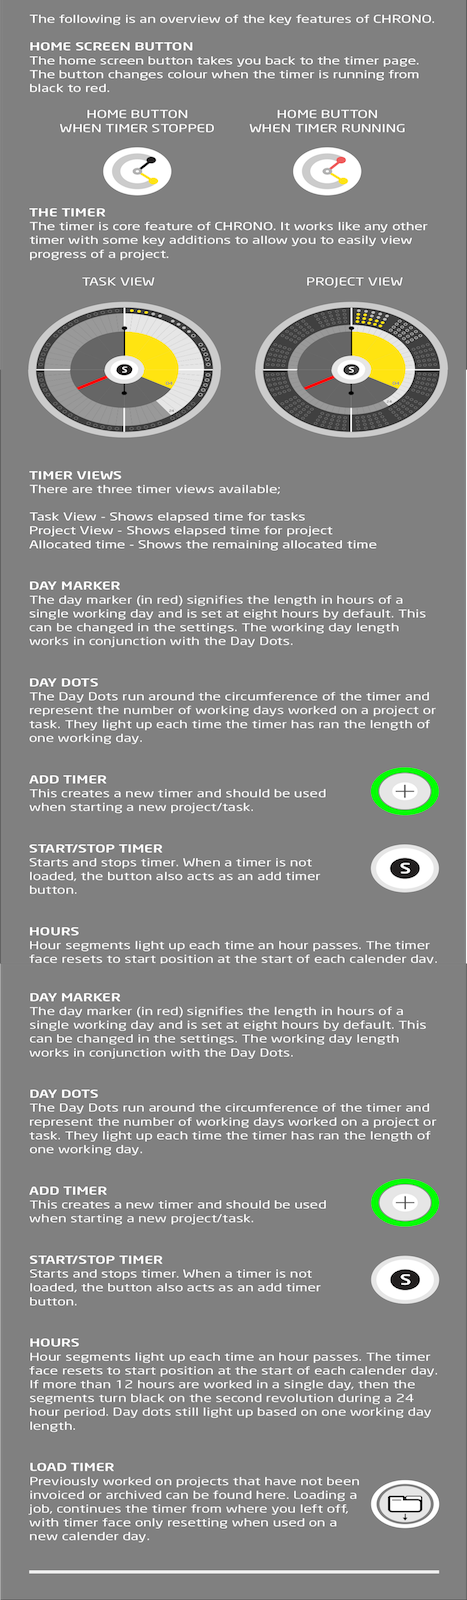 The following is an overview of the key features of CHRONO.
HOME SCREEN BUTTON
The home screen button takes you back to the timer page.
The button changes colour when the timer is running from
black to red.
HOME BUTTON
WHEN TIMER STOPPED
HOME BUTTON
WHEN TIMER RUNNING
THE TIMER
The timer is core feature of CHRONO. It works like any other
timer with some key additions to allow you to easily view
progress of a project.
TASK VIEW
PROJECT VIEW
S
S
TIMER VIEWS
There are three timer views available;
Task View - Shows elapsed time for tasks
Project View - Shows elapsed time for project
Allocated time - Shows the remaining allocated time
DAY MARKER
The day marker (in red) signifies the length in hours of a
single working day and is set at eight hours by default. This
can be changed in the settings. The working day length
works in conjunction with the Day Dots.
DAY DOTS
The Day Dots run around the circumference of the timer and
represent the number of working days worked on a project or
task. They light up each time the timer has ran the length of
one working day.
ADD TIMER
This creates a new timer and should be used
when starting a new project/task.
START/STOP TIMER
Starts and stops timer. When a timer is not
loaded, the button also acts as an add timer
button.
S
HOURS
Hour segments light up each time an hour passes. The timer
face resets to start position at the start of each calender day.
DAY MARKER
The day marker (in red) signifies the length in hours of a
single working day and is set at eight hours by default. This
can be changed in the settings. The working day length
works in conjunction with the Day Dots.
DAY DOTS
The Day Dots run around the circumference of the timer and
represent the number of working days worked on a project or
task. They light up each time the timer has ran the length of
one working day.
ADD TIMER
This creates a new timer and should be used
when starting a new project/task.
START/STOP TIMER
Starts and stops timer. When a timer is not
loaded, the button also acts as an add timer
button.
S
HOURS
Hour segments light up each time an hour passes. The timer
face resets to start position at the start of each calender day.
If more than 12 hours are worked in a single day, then the
segments turn black on the second revolution during a 24
hour period. Day dots still light up based on one working day
length.
LOAD TIMER
Previously worked on projects that have not been
invoiced or archived can be found here. Loading a
job, continues the timer from where you left off,
with timer face only resetting when used on a
new calender day.